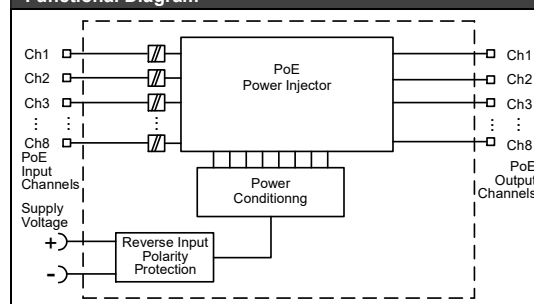 Functional Diagram
Ch1
Ch2
Ch3
Ch8
PoE
Input
Channels
Supply
Voltage
+
-
PoE
Power Injector
Power
Conditionng
Reverse Input
Polarity
Protection
Ch1
Ch2
Ch3
Ch8
PoE
Output
Channels